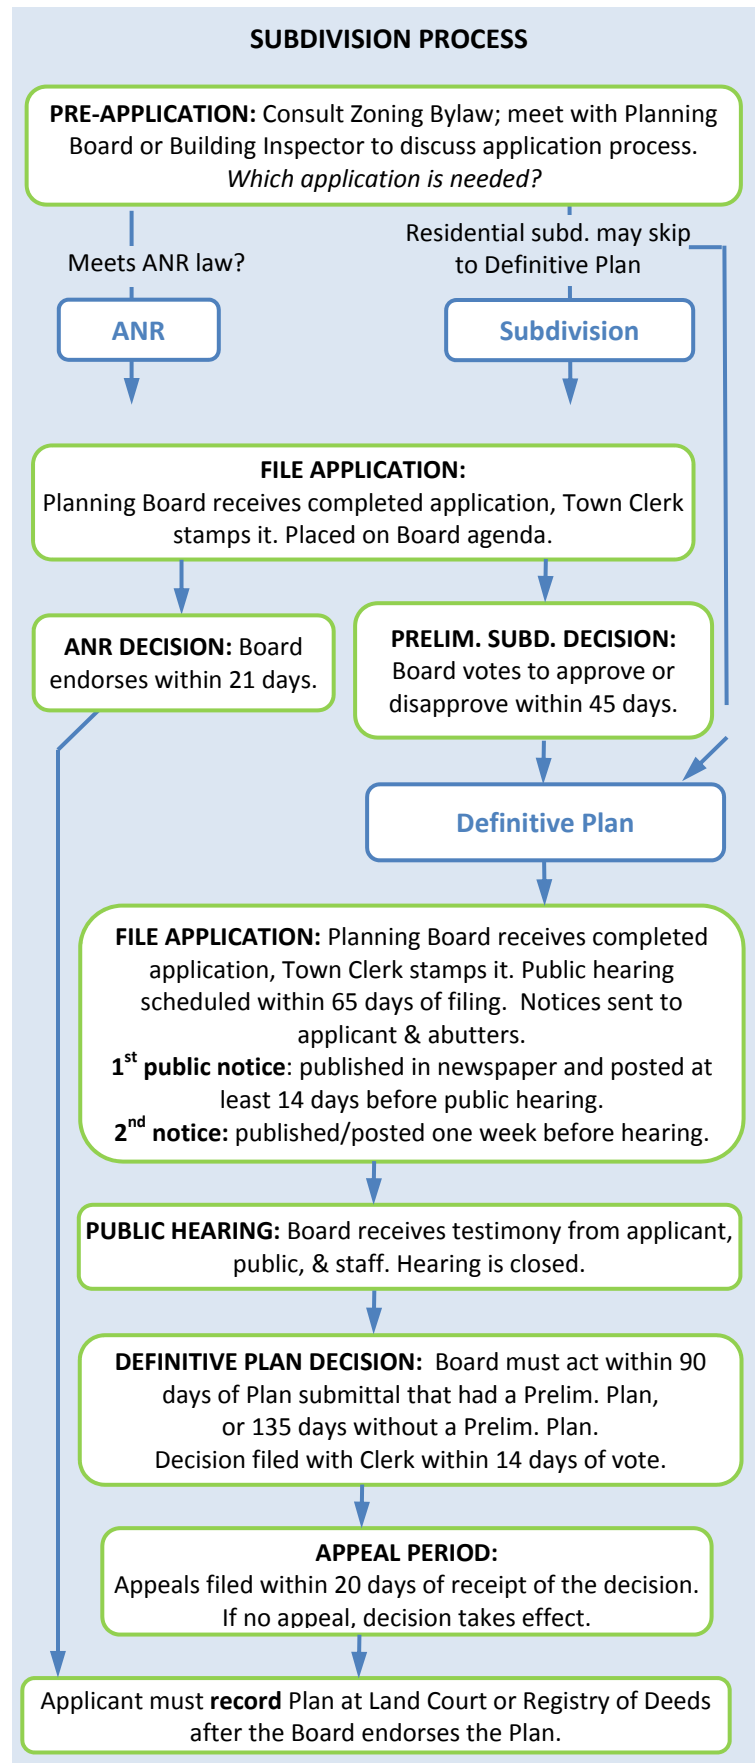 SUBDIVISION PROCESS
PRE-APPLICATION: Consult Zoning Bylaw; meet with Planning
Board or Building Inspector to discuss application process.
Which application is needed?
Meets ANR law?
Residential subd. may skip
to Definitive Plan
ANR
Subdivision
FILE APPLICATION:
Planning Board receives completed application, Town Clerk
stamps it. Placed on Board agenda.
ANR DECISION: Board
endorses within 21 days.
PRELIM. SUBD. DECISION:
Board votes to approve or
disapprove within 45 days.
Definitive Plan
FILE APPLICATION: Planning Board receives completed
application, Town Clerk stamps it. Public hearing
scheduled within 65 days of filing.  Notices sent to
applicant & abutters.
1st public notice: published in newspaper and posted at
least 14 days before public hearing.
2nd notice: published/posted one week before hearing.
PUBLIC HEARING: Board receives testimony from applicant,
public, & staff. Hearing is closed.
DEFINITIVE PLAN DECISION:  Board must act within 90
days of Plan submittal that had a Prelim. Plan,
or 135 days without a Prelim. Plan.
Decision filed with Clerk within 14 days of vote.
APPEAL PERIOD:
Appeals filed within 20 days of receipt of the decision.
If no appeal, decision takes effect.
Applicant must record Plan at Land Court or Registry of Deeds
after the Board endorses the Plan.